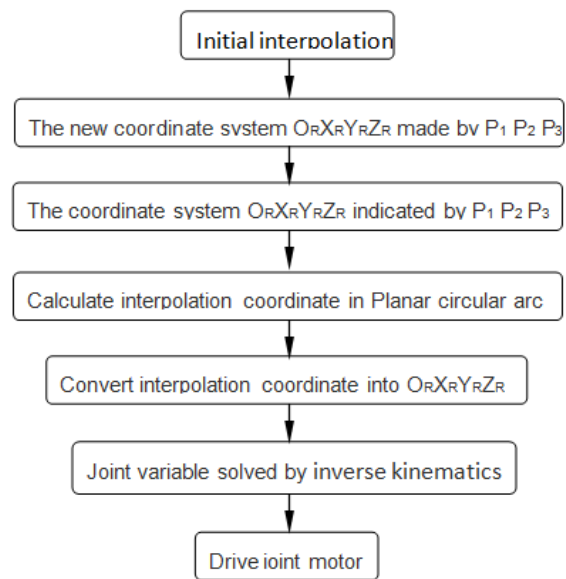 Initial interpolation
The new coordinate system ORXRYRZR made by P1 P2 P3
The coordinate system ORXRYRZR indicated by P1 P2 P3
Calculate interpolation coordinate in Planar circular arc
Convert interpolation coordinate into ORXRYRZR
Joint variable solved by inverse kinematics
Drive joint motor